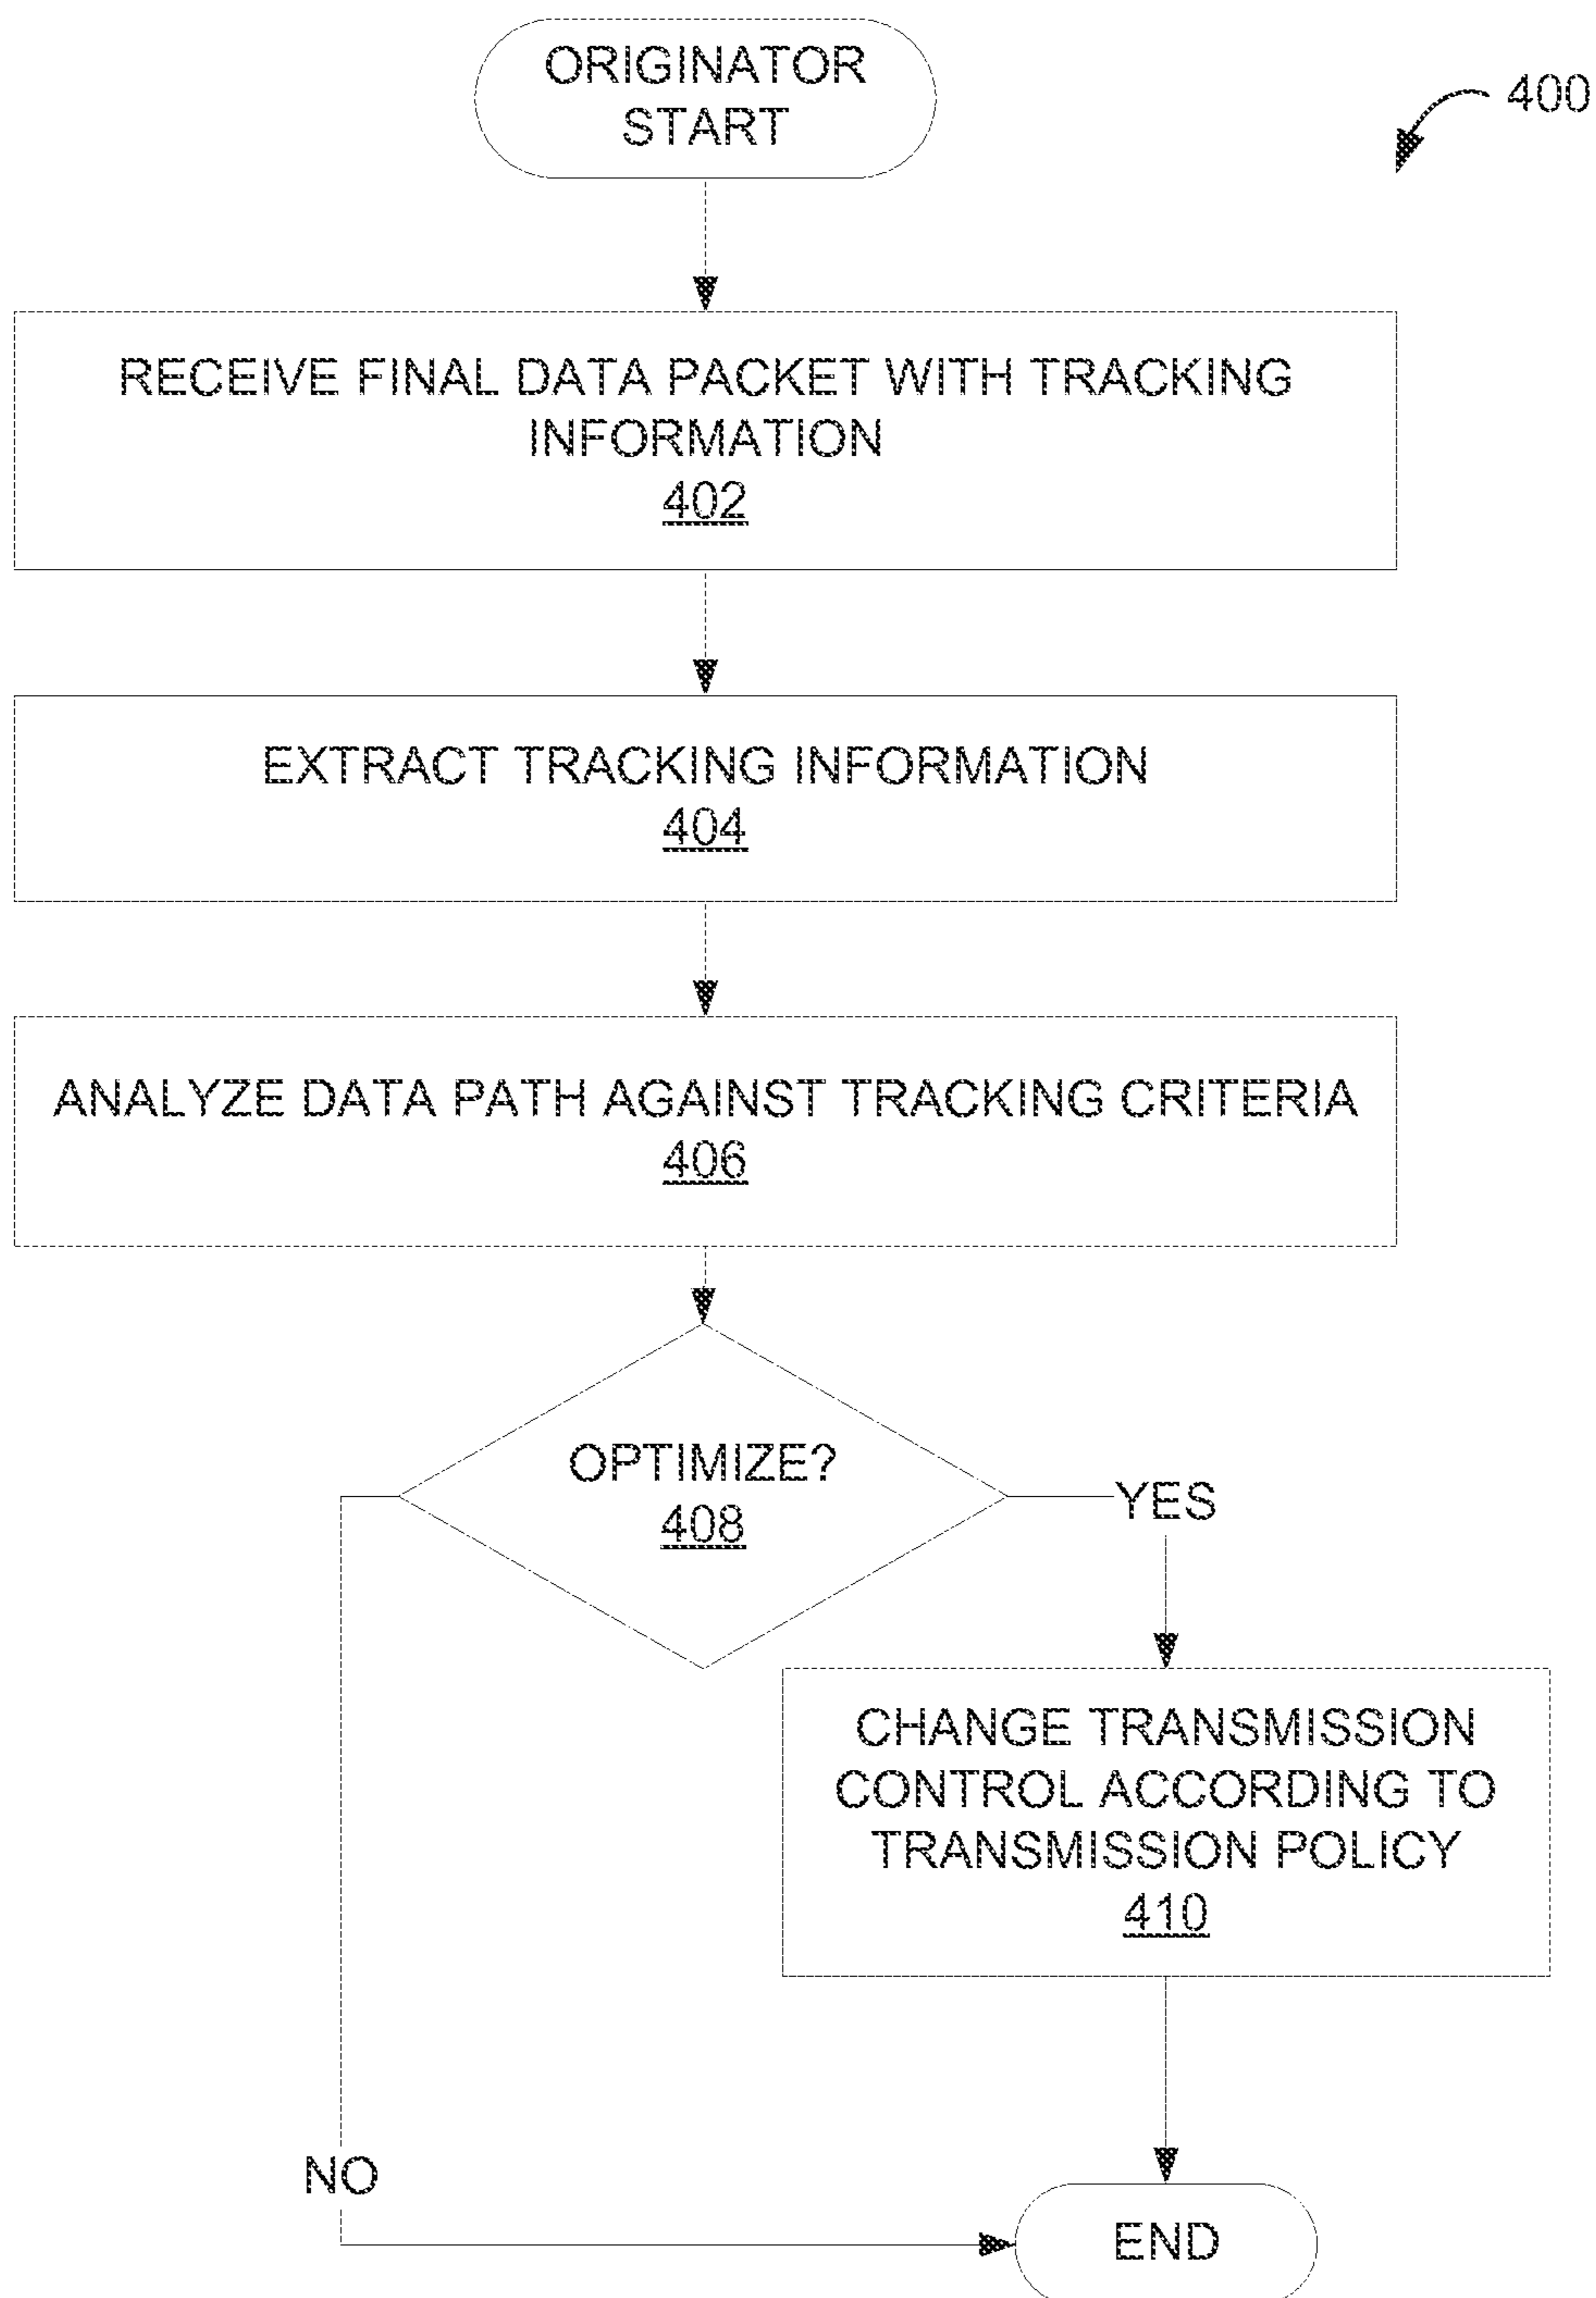 ORIGINATOR
START
400
RECEIVE FINAL DATA PACKET WITH TRACKING
INFORMATION
402
EXTRACT TRACKING INFORMATION
404
ANALYZE DATA PATH AGAINST TRACKING CRITERIA
406
OPTIMIZE?
408
YES
CHANGE TRANSMISSION
CONTROL ACCORDING TO
TRANSMISSION POLICY
410
NO
END